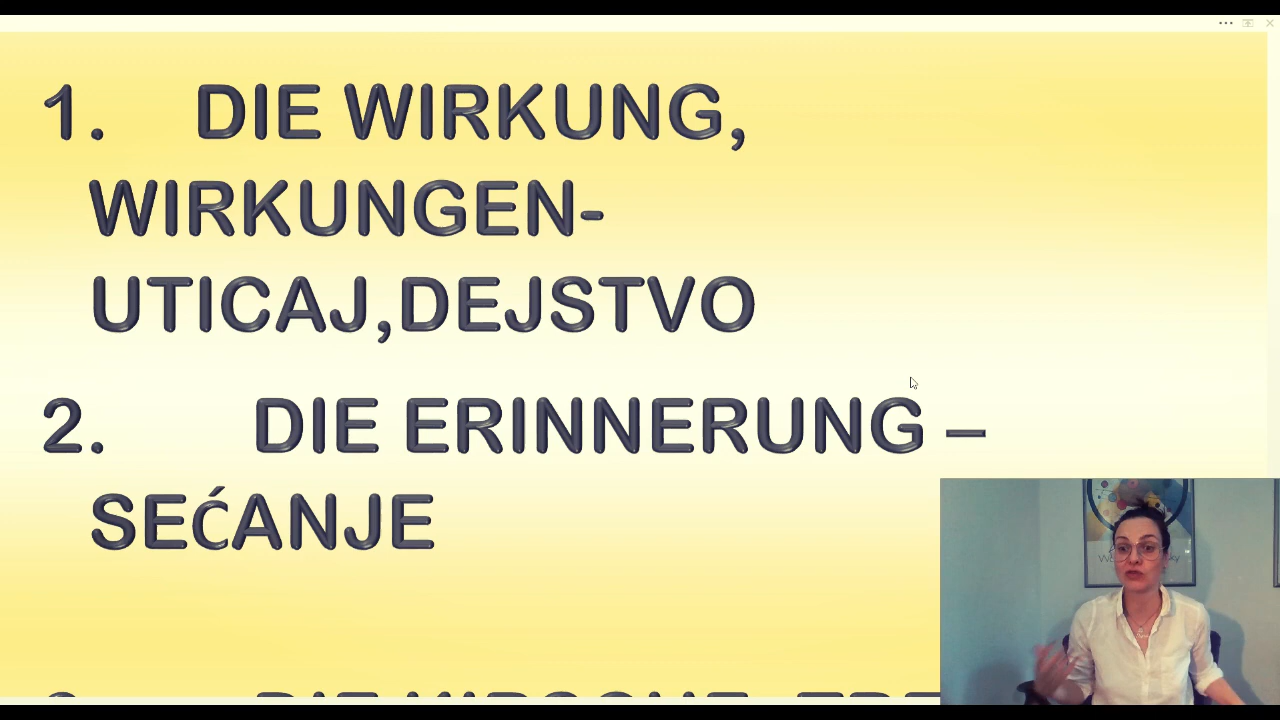 1. DIE WIRKUNG,
WIRKUNGEN-
UTICAJ,DEJSTVO
2. DIE ERINNERUNG –
SEĆANJE